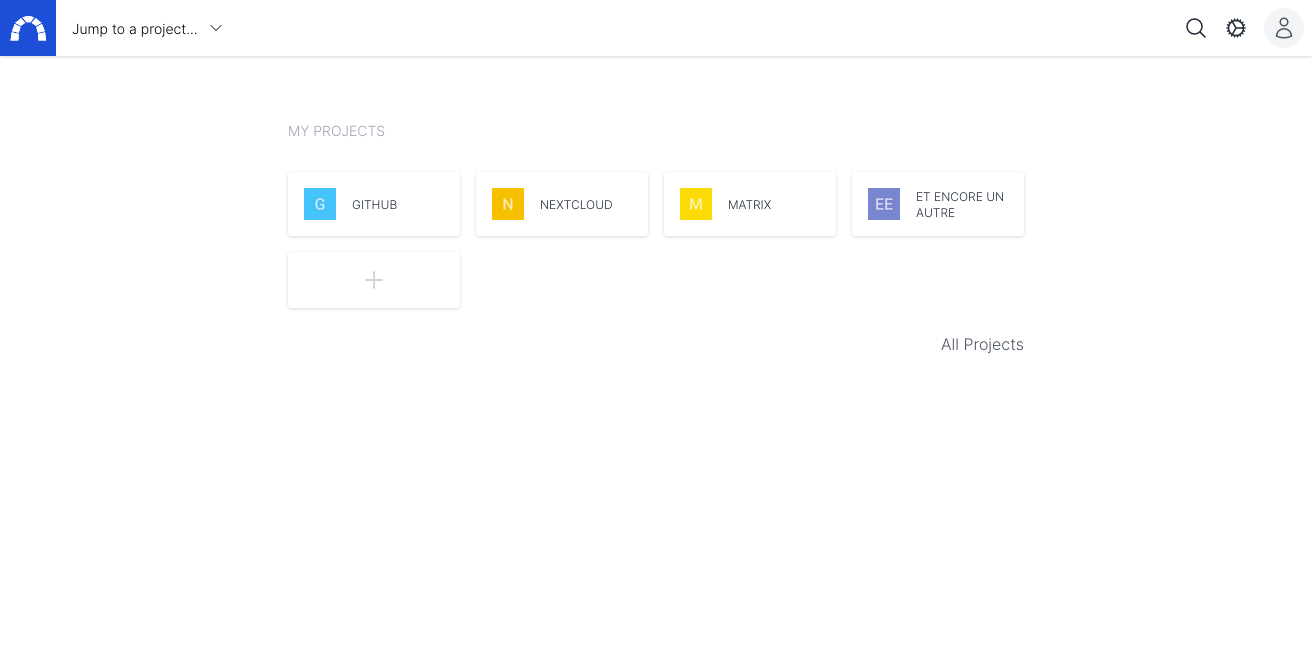 Jump to a project...
MY PROJECTS
G GITHUB
N NEXTCLOUD
M MATRIX
EE ET ENCORE UN
AUTRE
All Projects